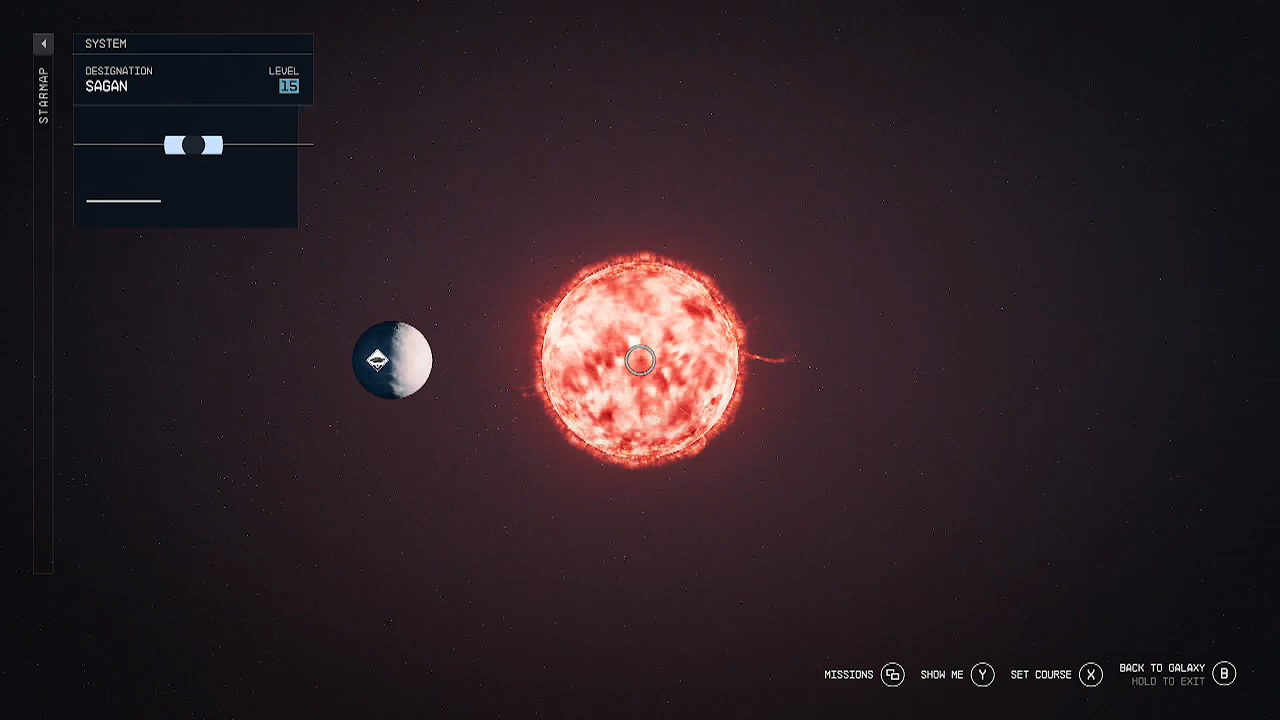 SYSTEM
DESIGNATION LEVEL
SAGAN 15
STARMAP
MISSIONS SHOW ME Y SET COURSE X BACK TO GALAXY B
HOLD TO EXIT